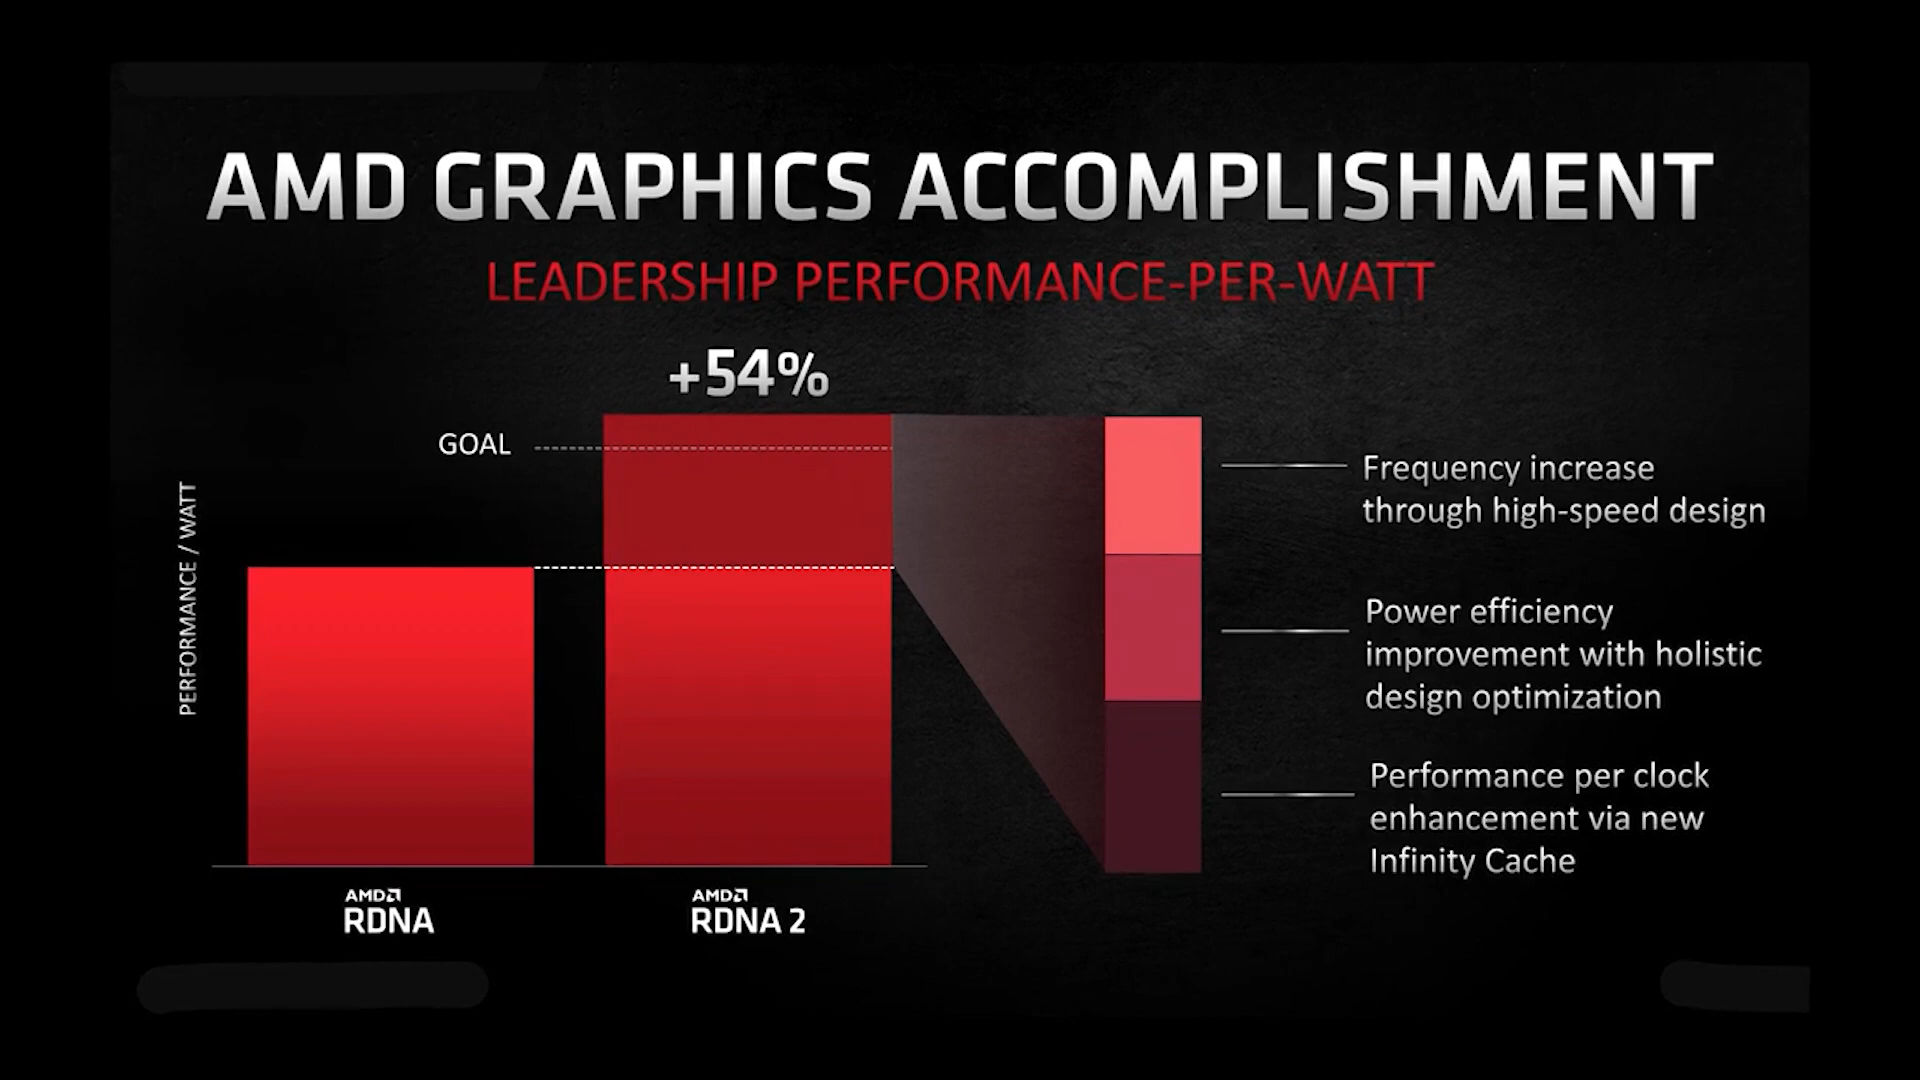 AMD GRAPHICS ACCOMPLISHMENT
LEADERSHIP PERFORMANCE-PER-WATT
+54%
GOAL
PERFORMANCE / WATT
Frequency increase
through high-speed design
Power efficiency
improvement with holistic
design optimization
Performance per clock
enhancement via new
Infinity Cache
AMD
RDNA
AMD
RDNA 2